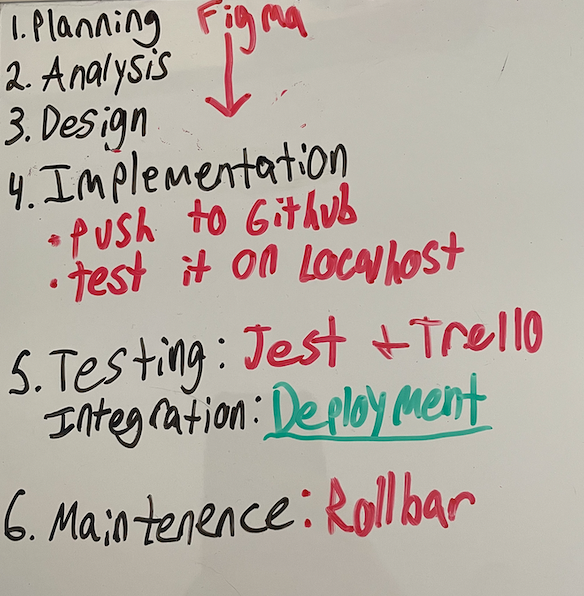 1. Planning Figma
2. Analysis
3. Design
4. Implementation
• Push to Github
• test it on Localhost
5. Testing: Jest + Trello
Integration: Deployment
6. Maintenence: Rollbar